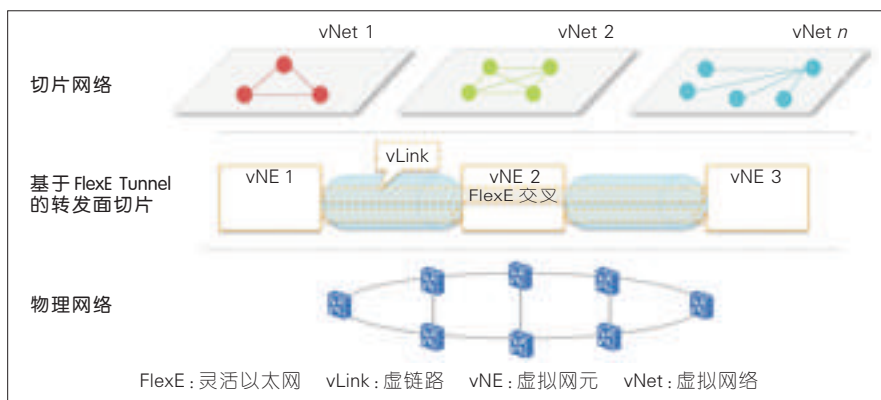 vNet 1 vNet 2 vNet n
切片网络
vLink
基于 FlexE Tunnel
的转发面切片
vNE 1 vNE 2 vNE 3
FlexE 交叉
物理网络
FlexE：灵活以太网 vLink：虚链路 vNE：虚拟网元 vNet：虚拟网络